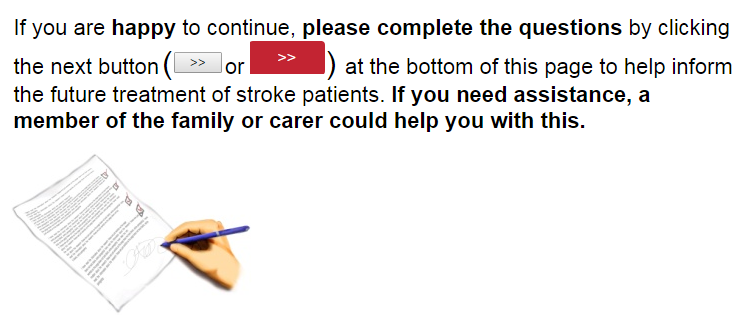 If you are happy to continue, please complete the questions by clicking
the next button ( >> or >> ) at the bottom of this page to help inform
the future treatment of stroke patients. If you need assistance, a
member of the family or carer could help you with this.